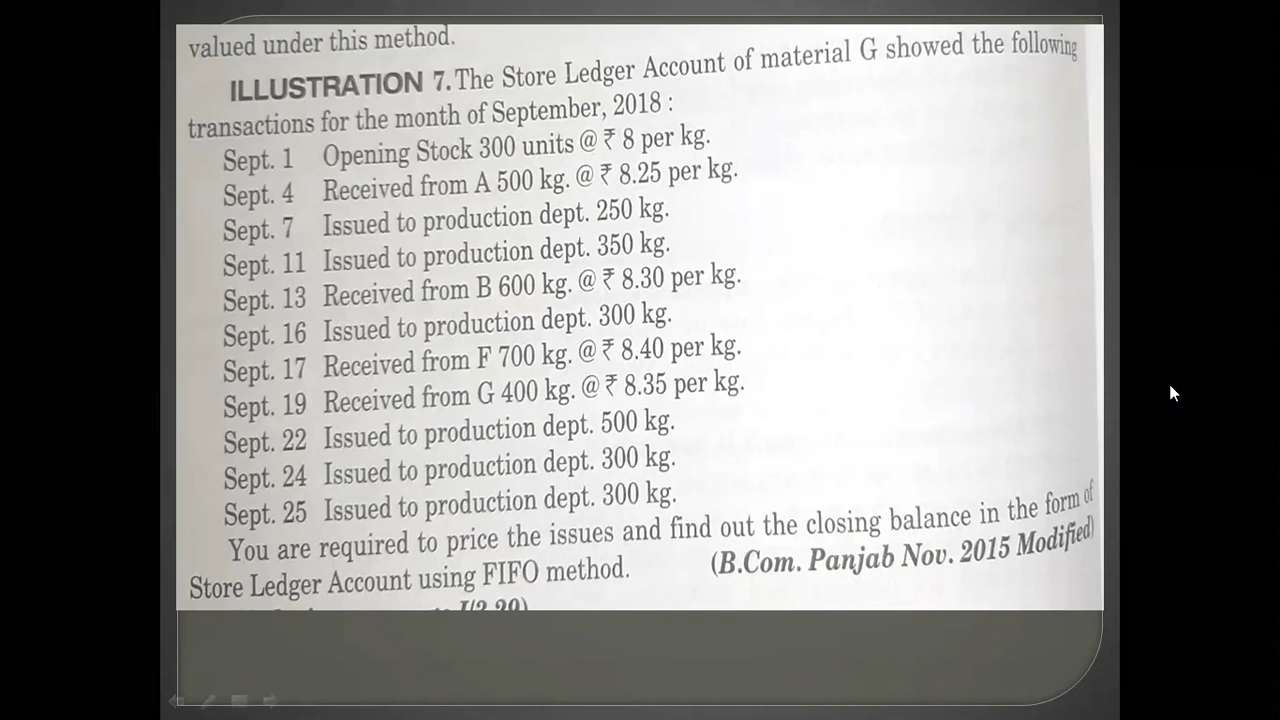 valued under this method.
ILLUSTRATION 7. The Store Ledger Account of material G showed the following
transactions for the month of September, 2018 :
Sept. 1 Opening Stock 300 units @ ₹ 8 per kg.
Sept. 4 Received from A 500 kg. @ ₹ 8.25 per kg.
Sept. 7 Issued to production dept. 250 kg.
Sept. 11 Issued to production dept. 350 kg.
Sept. 13 Received from B 600 kg. @ ₹ 8.30 per kg.
Sept. 16 Issued to production dept. 300 kg.
Sept. 17 Received from F 700 kg. @ ₹ 8.40 per kg.
Sept. 19 Received from G 400 kg. @ ₹ 8.35 per kg.
Sept. 22 Issued to production dept. 500 kg.
Sept. 24 Issued to production dept. 300 kg.
Sept. 25 Issued to production dept. 300 kg.
You are required to price the issues and find out the closing balance in the form of
Store Ledger Account using FIFO method. (B.Com. Panjab Nov. 2015 Modified)